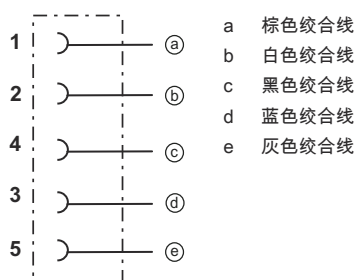 1 ⓐ
2 ⓑ
4 ⓒ
3 ⓓ
5 ⓔ
a 棕色绞合线
b 白色绞合线
c 黑色绞合线
d 蓝色绞合线
e 灰色绞合线